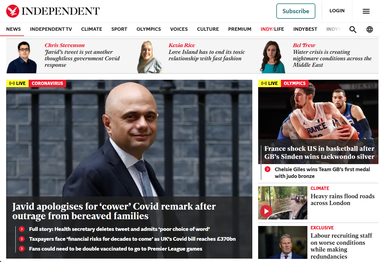 INDEPENDENT
Subscribe
LOGIN
NEWS INDEPENDENT TV CLIMATE SPORT OLYMPICS VOICES CULTURE PREMIUM INDY/LIFE INDYBEST
Chris Stevenson
'Javid's tweet is yet another
thoughtless government Covid
response
Kevin Rice
Love Island has to end its toxic
relationship with fast fashion
Bel Trew
Water crisis is creating
nightmare conditions across the
Middle East
LIVE CORONAVIRUS
Javid apologises for 'cower' Covid remark after
outrage from bereaved families
Full story: Health secretary deletes tweet and admits 'poor choice of word'
Taxpayers face 'financial risks for decades to come' as UK's Covid bill reaches £370bn
Fans could need to be double vaccinated to go to Premier League games
LIVE OLYMPICS
France shock US in basketball after
GB's Sinden wins taekwondo silver
Chelsie Giles wins Team GB's first medal
with judo bronze
CLIMATE
Heavy rains flood roads
across London
EXCLUSIVE
Labour recruiting staff
on worse conditions
while making
redundancies